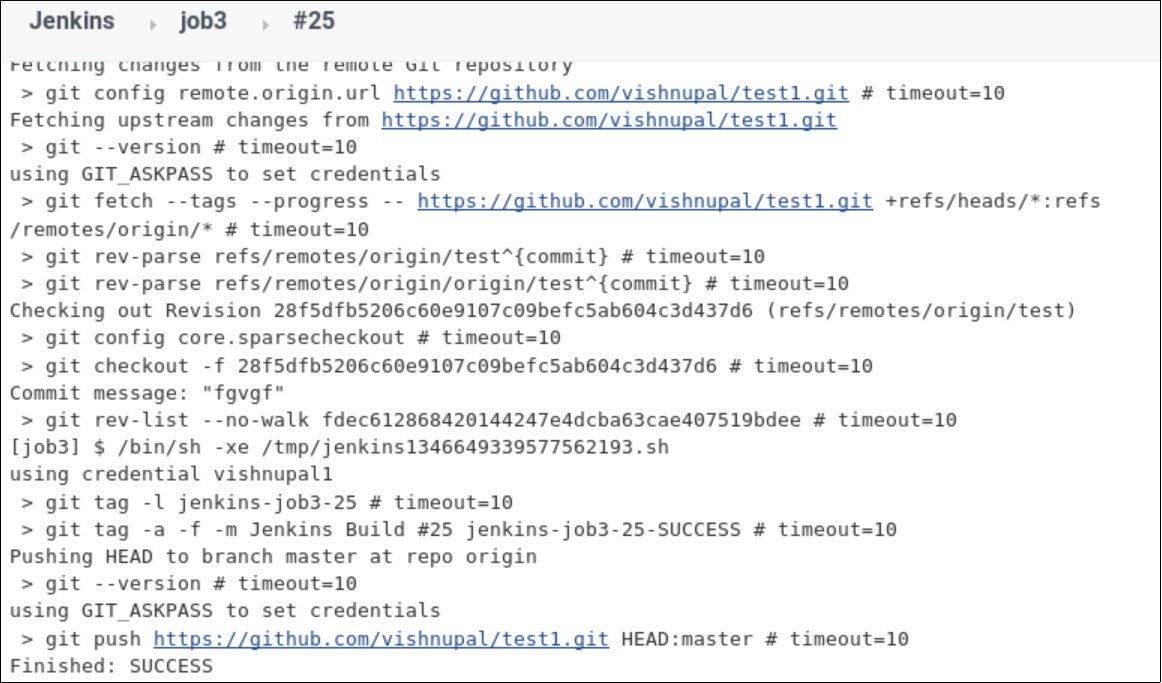 Jenkins › job3 › #25
Fetching changes from the remote Git repository
> git config remote.origin.url https://github.com/vishnupal/test1.git # timeout=10
Fetching upstream changes from https://github.com/vishnupal/test1.git
> git --version # timeout=10
using GIT_ASKPASS to set credentials
> git fetch --tags --progress -- https://github.com/vishnupal/test1.git +refs/heads/*:refs
/remotes/origin/* # timeout=10
> git rev-parse refs/remotes/origin/test^{commit} # timeout=10
> git rev-parse refs/remotes/origin/origin/test^{commit} # timeout=10
Checking out Revision 28f5dfb5206c60e9107c09befc5ab604c3d437d6 (refs/remotes/origin/test)
> git config core.sparsecheckout # timeout=10
> git checkout -f 28f5dfb5206c60e9107c09befc5ab604c3d437d6 # timeout=10
Commit message: "fgvgf"
> git rev-list --no-walk fdec612868420144247e4dcba63cae407519bdee # timeout=10
[job3] $ /bin/sh -xe /tmp/jenkins1346649339577562193.sh
using credential vishnupal1
> git tag -l jenkins-job3-25 # timeout=10
> git tag -a -f -m Jenkins Build #25 jenkins-job3-25-SUCCESS # timeout=10
Pushing HEAD to branch master at repo origin
> git --version # timeout=10
using GIT_ASKPASS to set credentials
> git push https://github.com/vishnupal/test1.git HEAD:master # timeout=10
Finished: SUCCESS